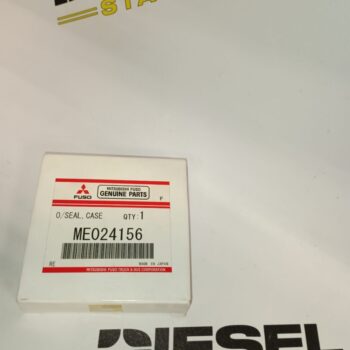 STA
MITSUBISHI FUSO
GENUINE PARTS
FUSO
P
O/SEAL, CASE QTY:1
ME024156
ME MADE IN JAPAN
MITSUBISHI FUSO TRUCK & BUS CORPORATION
DIESEL